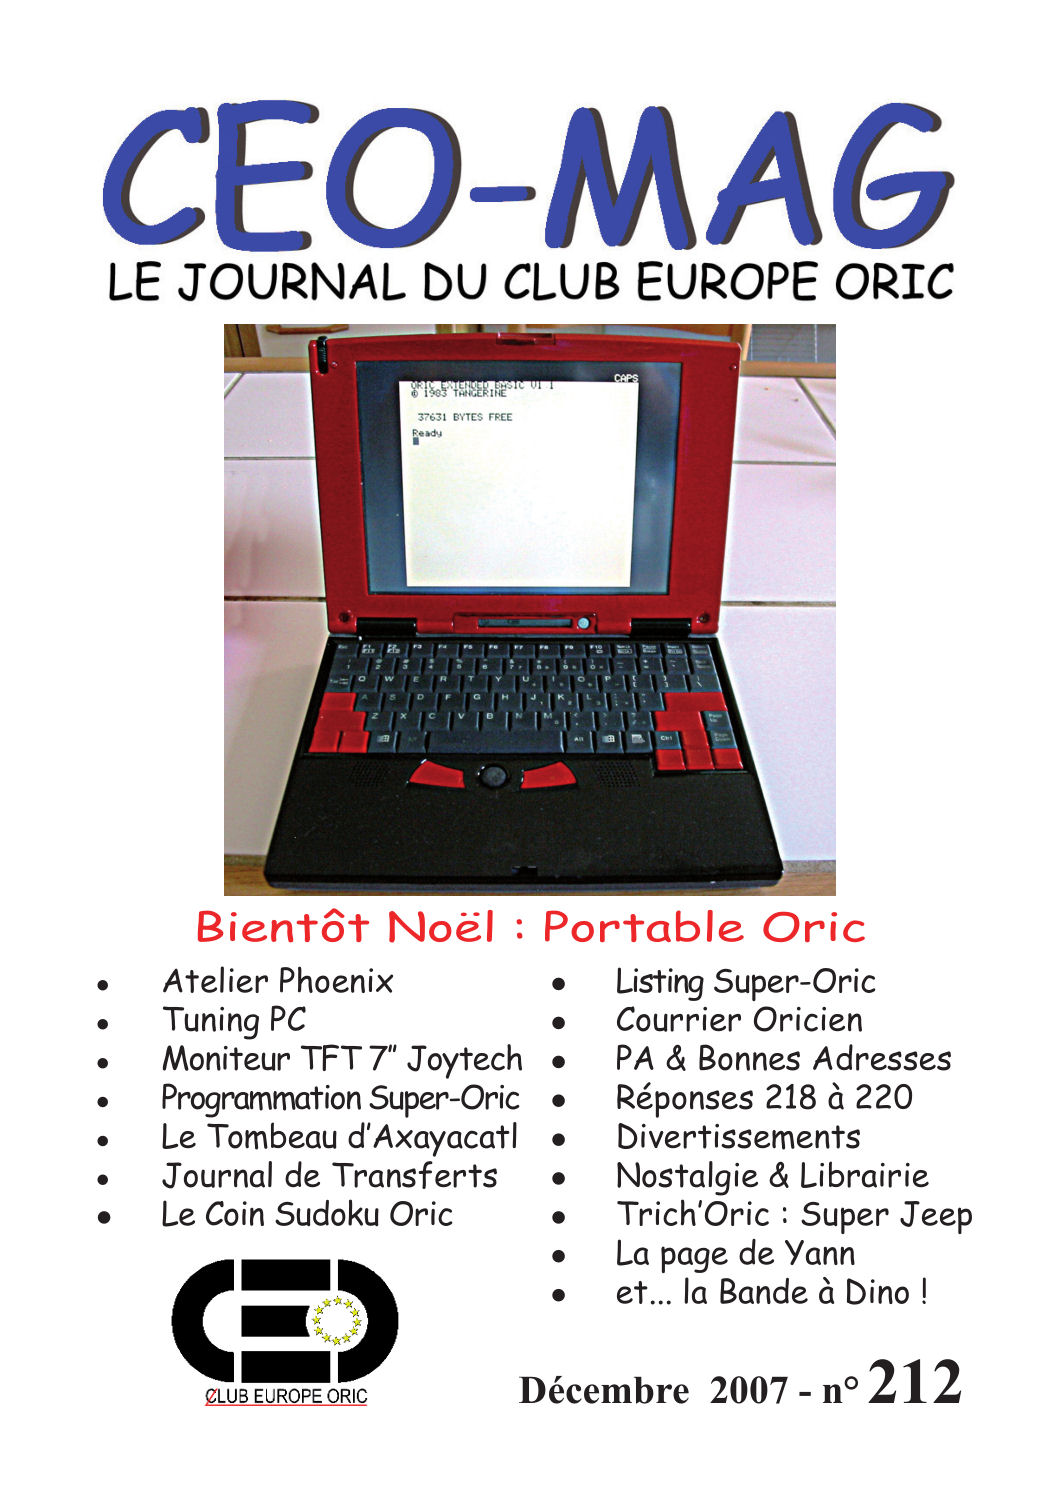 CEO-MAG
LE JOURNAL DU CLUB EUROPE ORIC
CAPS
ORIC EXTENDED BASIC V1.1
© 1983 TANGERINE
37631 BYTES FREE
Ready
Bientôt Noël : Portable Oric
• Atelier Phoenix
• Tuning PC
• Moniteur TFT 7” Joytech
• Programmation Super-Oric
• Le Tombeau d’Axayacatl
• Journal de Transferts
• Le Coin Sudoku Oric
• Listing Super-Oric
• Courrier Oricien
• PA & Bonnes Adresses
• Réponses 218 à 220
• Divertissements
• Nostalgie & Librairie
• Trich’Oric : Super Jeep
• La page de Yann
• et... la Bande à Dino !
CEO
CLUB EUROPE ORIC
Décembre 2007 - n° 212